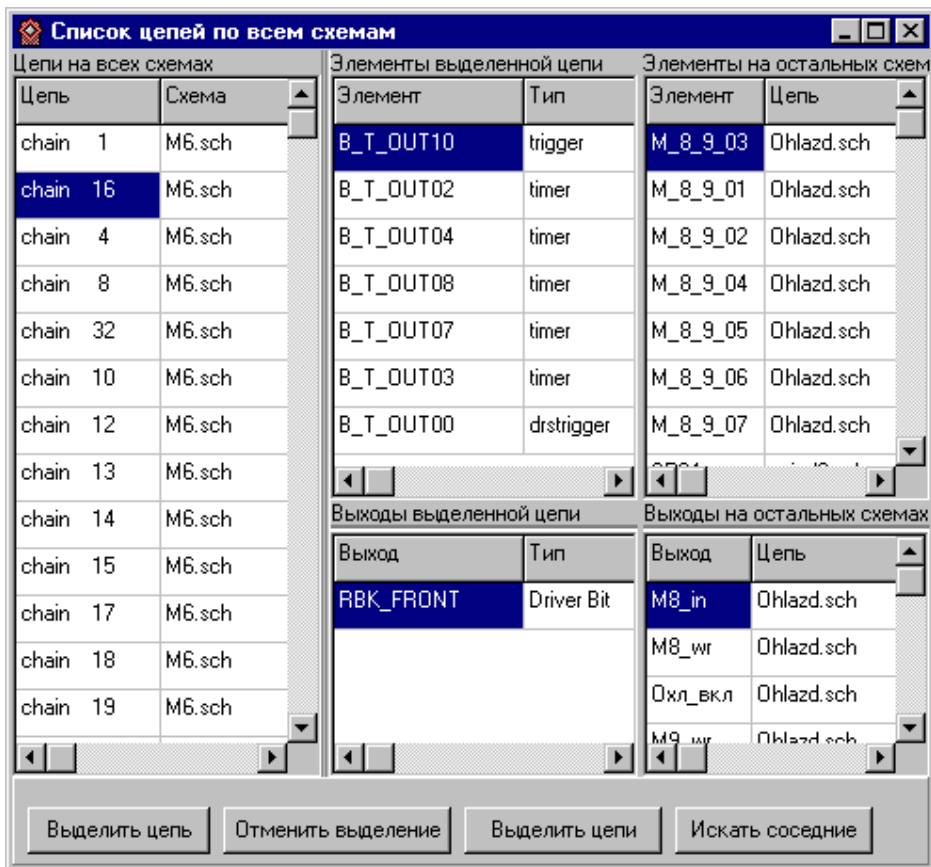 Список цепей по всем схемам
Цепи на всех схемах
Цепь Схема
chain 1 M6.sch
chain 16 M6.sch
chain 4 M6.sch
chain 8 M6.sch
chain 32 M6.sch
chain 10 M6.sch
chain 12 M6.sch
chain 13 M6.sch
chain 14 M6.sch
chain 15 M6.sch
chain 17 M6.sch
chain 18 M6.sch
chain 19 M6.sch
Элементы выделенной цепи
Элемент Тип
B_T_OUT10 trigger
B_T_OUT02 timer
B_T_OUT04 timer
B_T_OUT08 timer
B_T_OUT07 timer
B_T_OUT03 timer
B_T_OUT00 drstrigger
Элементы на остальных схем
Элемент Цепь
M_8_9_03 Ohlazd.sch
M_8_9_01 Ohlazd.sch
M_8_9_02 Ohlazd.sch
M_8_9_04 Ohlazd.sch
M_8_9_05 Ohlazd.sch
M_8_9_06 Ohlazd.sch
M_8_9_07 Ohlazd.sch
Выходы выделенной цепи
Выход Тип
RBK_FRONT Driver Bit
Выходы на остальных схемах
Выход Цепь
M8_in Ohlazd.sch
M8_wr Ohlazd.sch
Охл_вкл Ohlazd.sch
M9_wr Ohlazd.sch
Выделить цепь Отменить выделение Выделить цепи Искать соседние